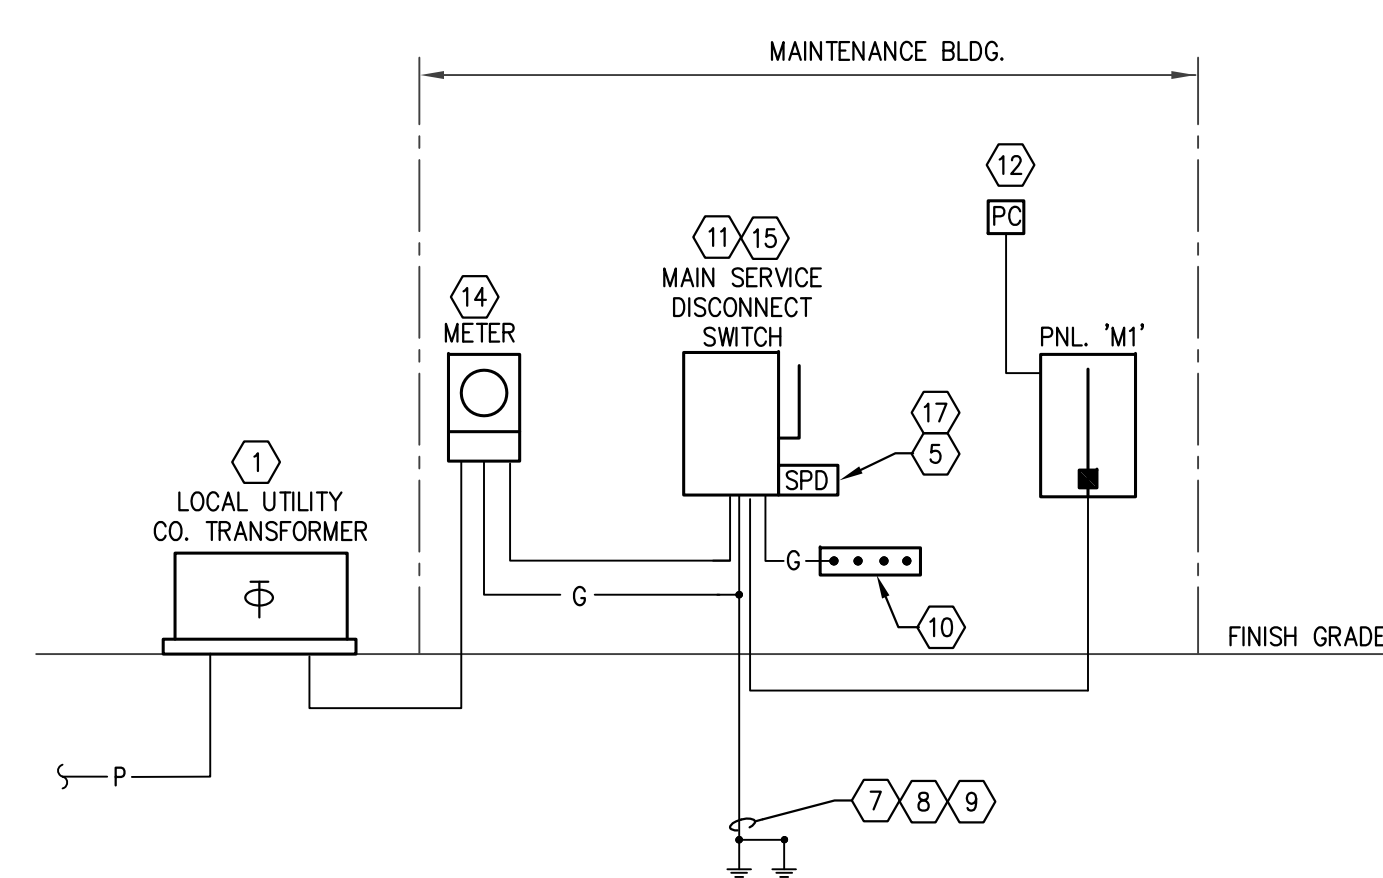 MAINTENANCE BLDG.
12
PC
11 15
MAIN SERVICE
DISCONNECT
SWITCH
14
METER
PNL. 'M1'
17
5
SPD
1
LOCAL UTILITY
CO. TRANSFORMER
G
G
10
FINISH GRADE
P
7 8 9